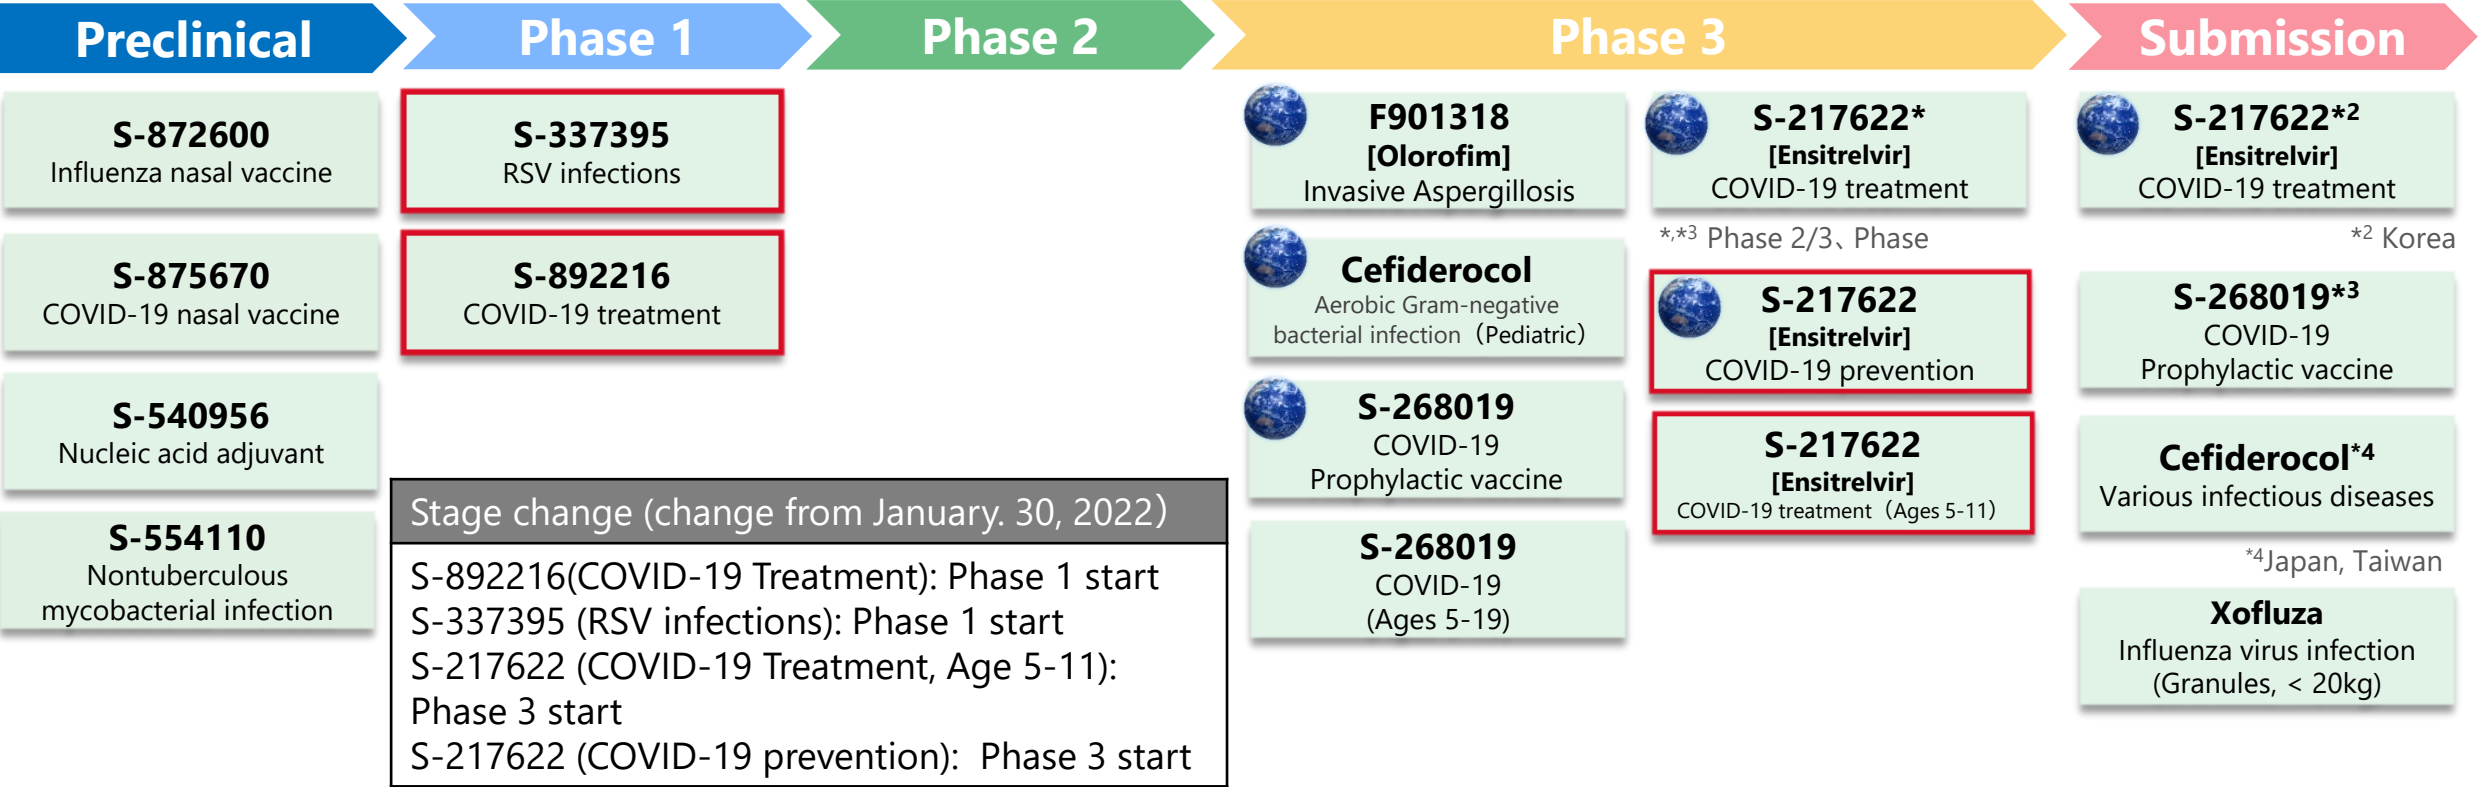 Preclinical
Phase 1
Phase 2
Phase 3
Submission
S-872600
Influenza nasal vaccine
S-875670
COVID-19 nasal vaccine
S-540956
Nucleic acid adjuvant
S-554110
Nontuberculous
mycobacterial infection
S-337395
RSV infections
S-892216
COVID-19 treatment
Stage change (change from January. 30, 2022）
S-892216(COVID-19 Treatment): Phase 1 start
S-337395 (RSV infections): Phase 1 start
S-217622 (COVID-19 Treatment, Age 5-11):
Phase 3 start
S-217622 (COVID-19 prevention):  Phase 3 start
F901318
[Olorofim]
Invasive Aspergillosis
Cefiderocol
Aerobic Gram-negative
bacterial infection（Pediatric）
S-268019
COVID-19
Prophylactic vaccine
S-268019
COVID-19
(Ages 5-19)
S-217622*
[Ensitrelvir]
COVID-19 treatment
*,*3 Phase 2/3、Phase
S-217622
[Ensitrelvir]
COVID-19 prevention
S-217622
[Ensitrelvir]
COVID-19 treatment（Ages 5-11）
S-217622*2
[Ensitrelvir]
COVID-19 treatment
*2 Korea
S-268019*3
COVID-19
Prophylactic vaccine
Cefiderocol*4
Various infectious diseases
*4Japan, Taiwan
Xofluza
Influenza virus infection
(Granules, < 20kg)